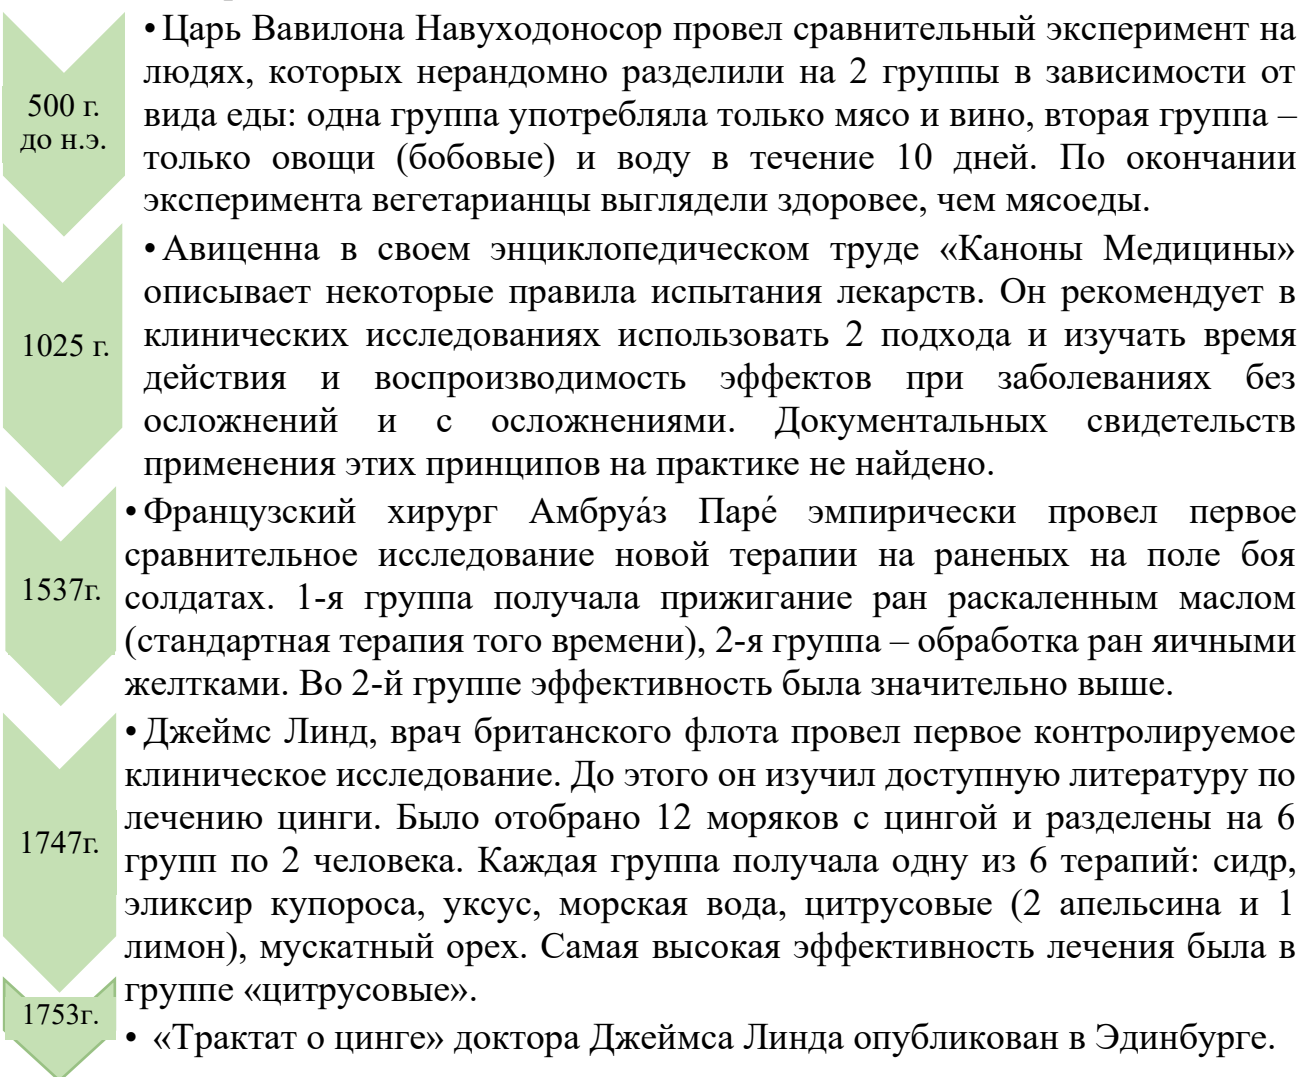 500 г.
до н.э.
• Царь Вавилона Навуходоносор провел сравнительный эксперимент на
людях, которых нерандомно разделили на 2 группы в зависимости от
вида еды: одна группа употребляла только мясо и вино, вторая группа –
только овощи (бобовые) и воду в течение 10 дней. По окончании
эксперимента вегетарианцы выглядели здоровее, чем мясоеды.
1025 г.
• Авиценна в своем энциклопедическом труде «Каноны Медицины»
описывает некоторые правила испытания лекарств. Он рекомендует в
клинических исследованиях использовать 2 подхода и изучать время
действия и воспроизводимость эффектов при заболеваниях без
осложнений и с осложнениями. Документальных свидетельств
применения этих принципов на практике не найдено.
1537г.
• Французский хирург Амбруа́з Паре́ эмпирически провел первое
сравнительное исследование новой терапии на раненых на поле боя
солдатах. 1-я группа получала прижигание ран раскаленным маслом
(стандартная терапия того времени), 2-я группа – обработка ран яичными
желтками. Во 2-й группе эффективность была значительно выше.
1747г.
• Джеймс Линд, врач британского флота провел первое контролируемое
клиническое исследование. До этого он изучил доступную литературу по
лечению цинги. Было отобрано 12 моряков с цингой и разделены на 6
групп по 2 человека. Каждая группа получала одну из 6 терапий: сидр,
эликсир купороса, уксус, морская вода, цитрусовые (2 апельсина и 1
лимон), мускатный орех. Самая высокая эффективность лечения была в
группе «цитрусовые».
1753г.
• «Трактат о цинге» доктора Джеймса Линда опубликован в Эдинбурге.